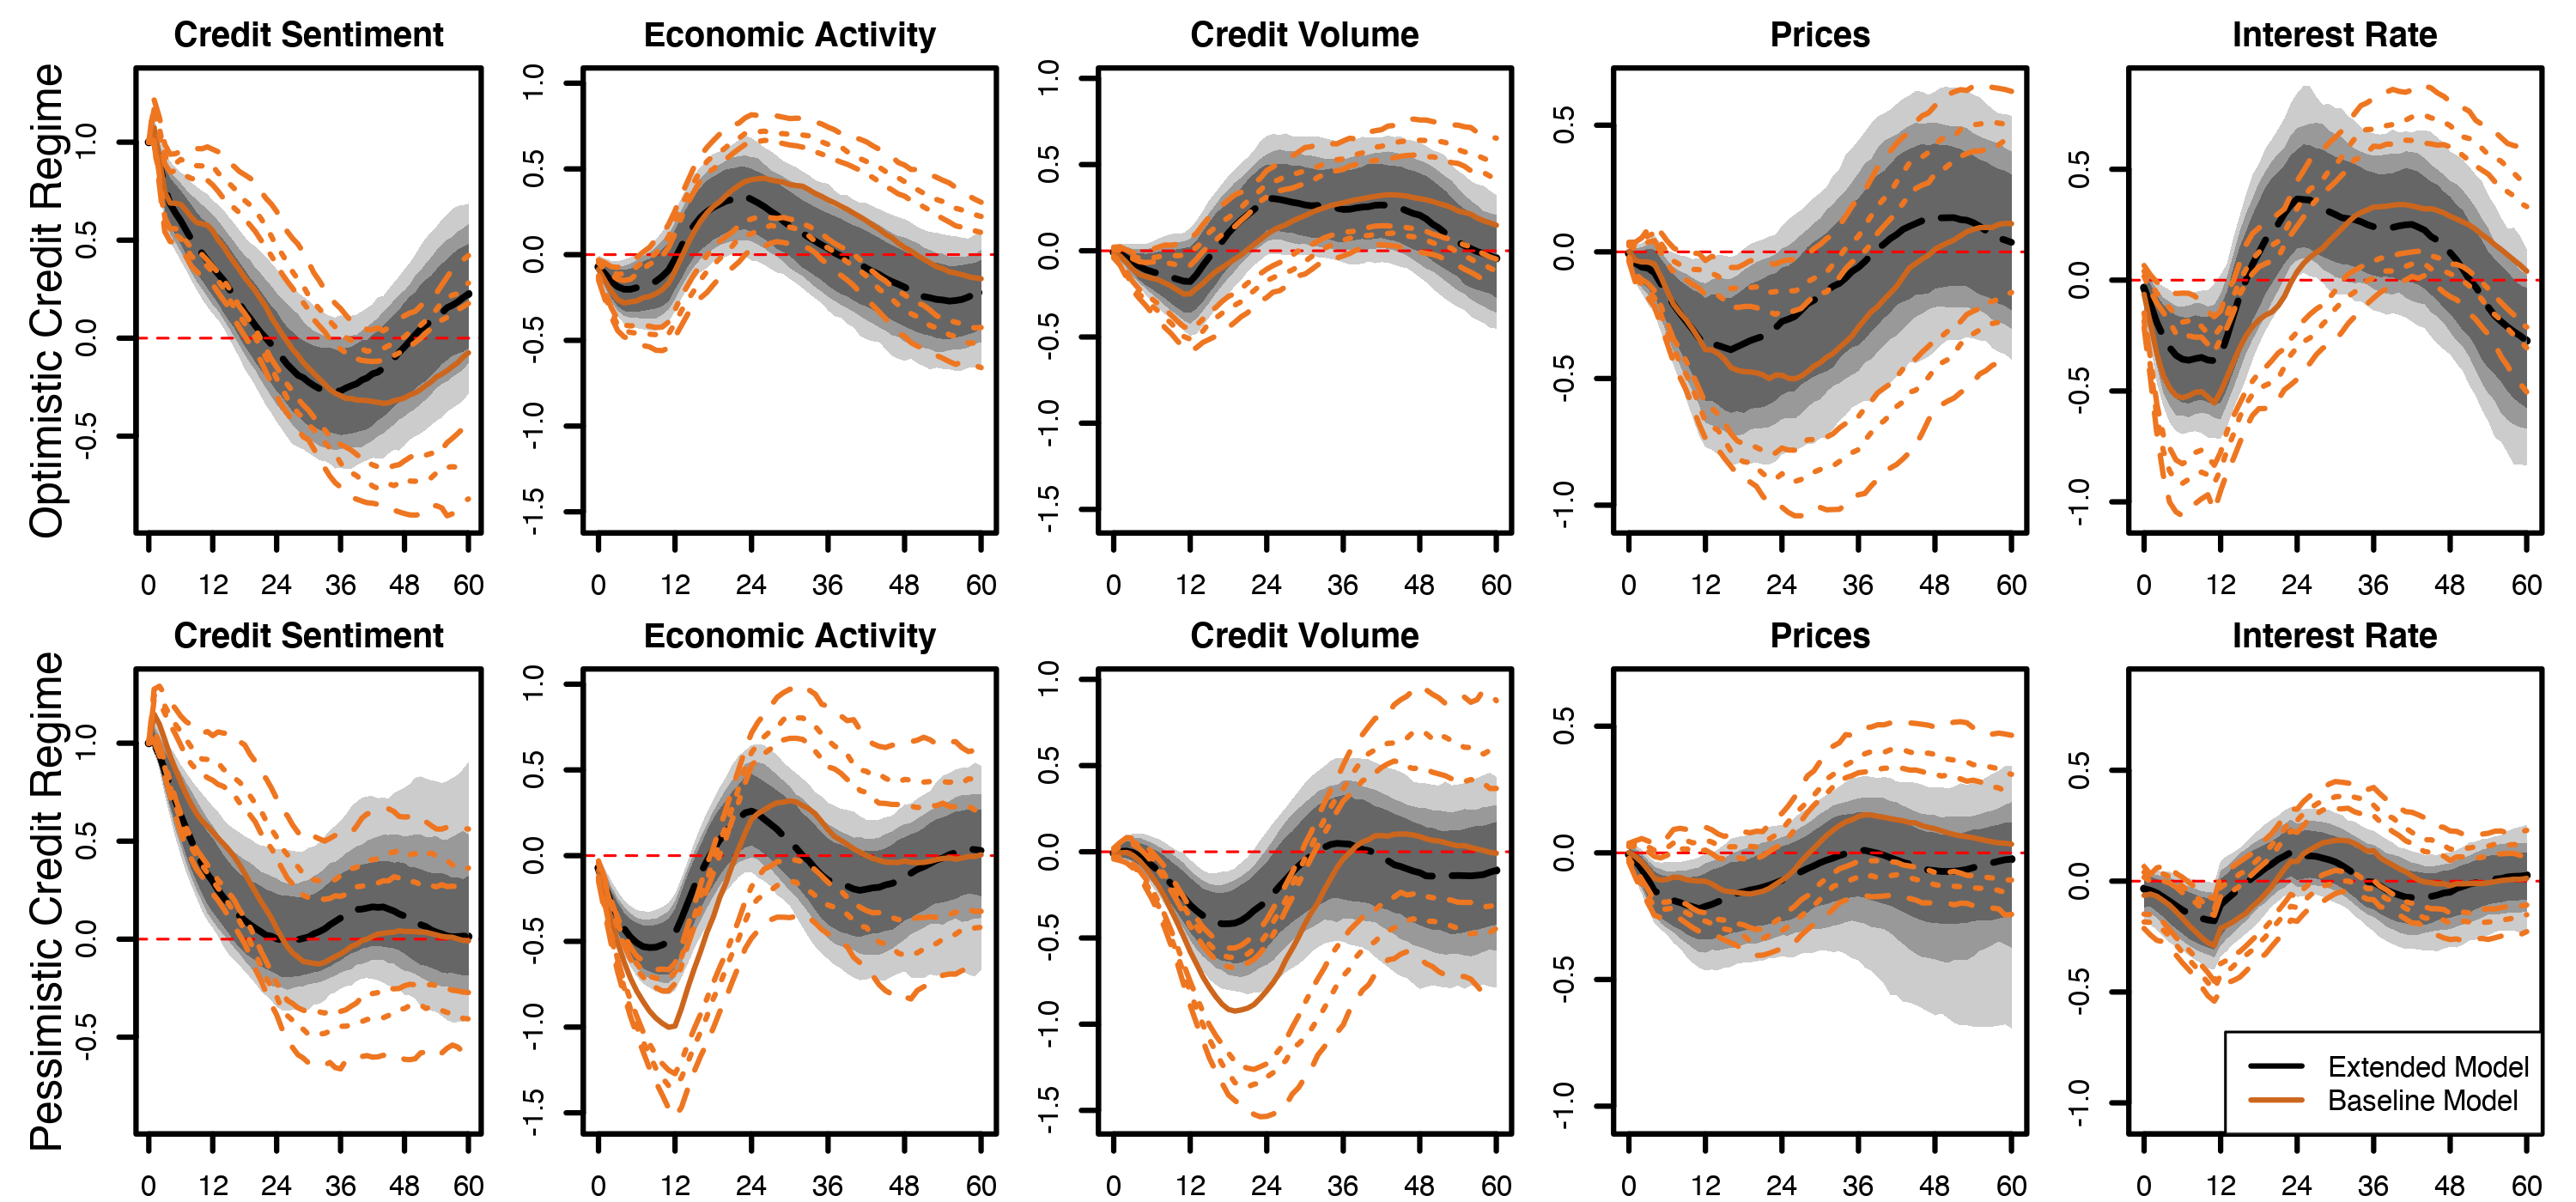 Credit Sentiment Economic Activity Credit Volume Prices Interest Rate
Optimistic Credit Regime
1.0 0.5 0.0 -0.5
1.0 0.5 0.0 -0.5 -1.0 -1.5
1.0 0.5 0.0 -0.5 -1.0 -1.5
0.5 0.0 -0.5 -1.0
0.5 0.0 -0.5 -1.0
0 12 24 36 48 60 0 12 24 36 48 60 0 12 24 36 48 60 0 12 24 36 48 60 0 12 24 36 48 60
Credit Sentiment Economic Activity Credit Volume Prices Interest Rate
Pessimistic Credit Regime
1.0 0.5 0.0 -0.5
1.0 0.5 0.0 -0.5 -1.0 -1.5
1.0 0.5 0.0 -0.5 -1.0 -1.5
0.5 0.0 -0.5 -1.0
0.5 0.0 -0.5 -1.0
Extended Model
Baseline Model
0 12 24 36 48 60 0 12 24 36 48 60 0 12 24 36 48 60 0 12 24 36 48 60 0 12 24 36 48 60